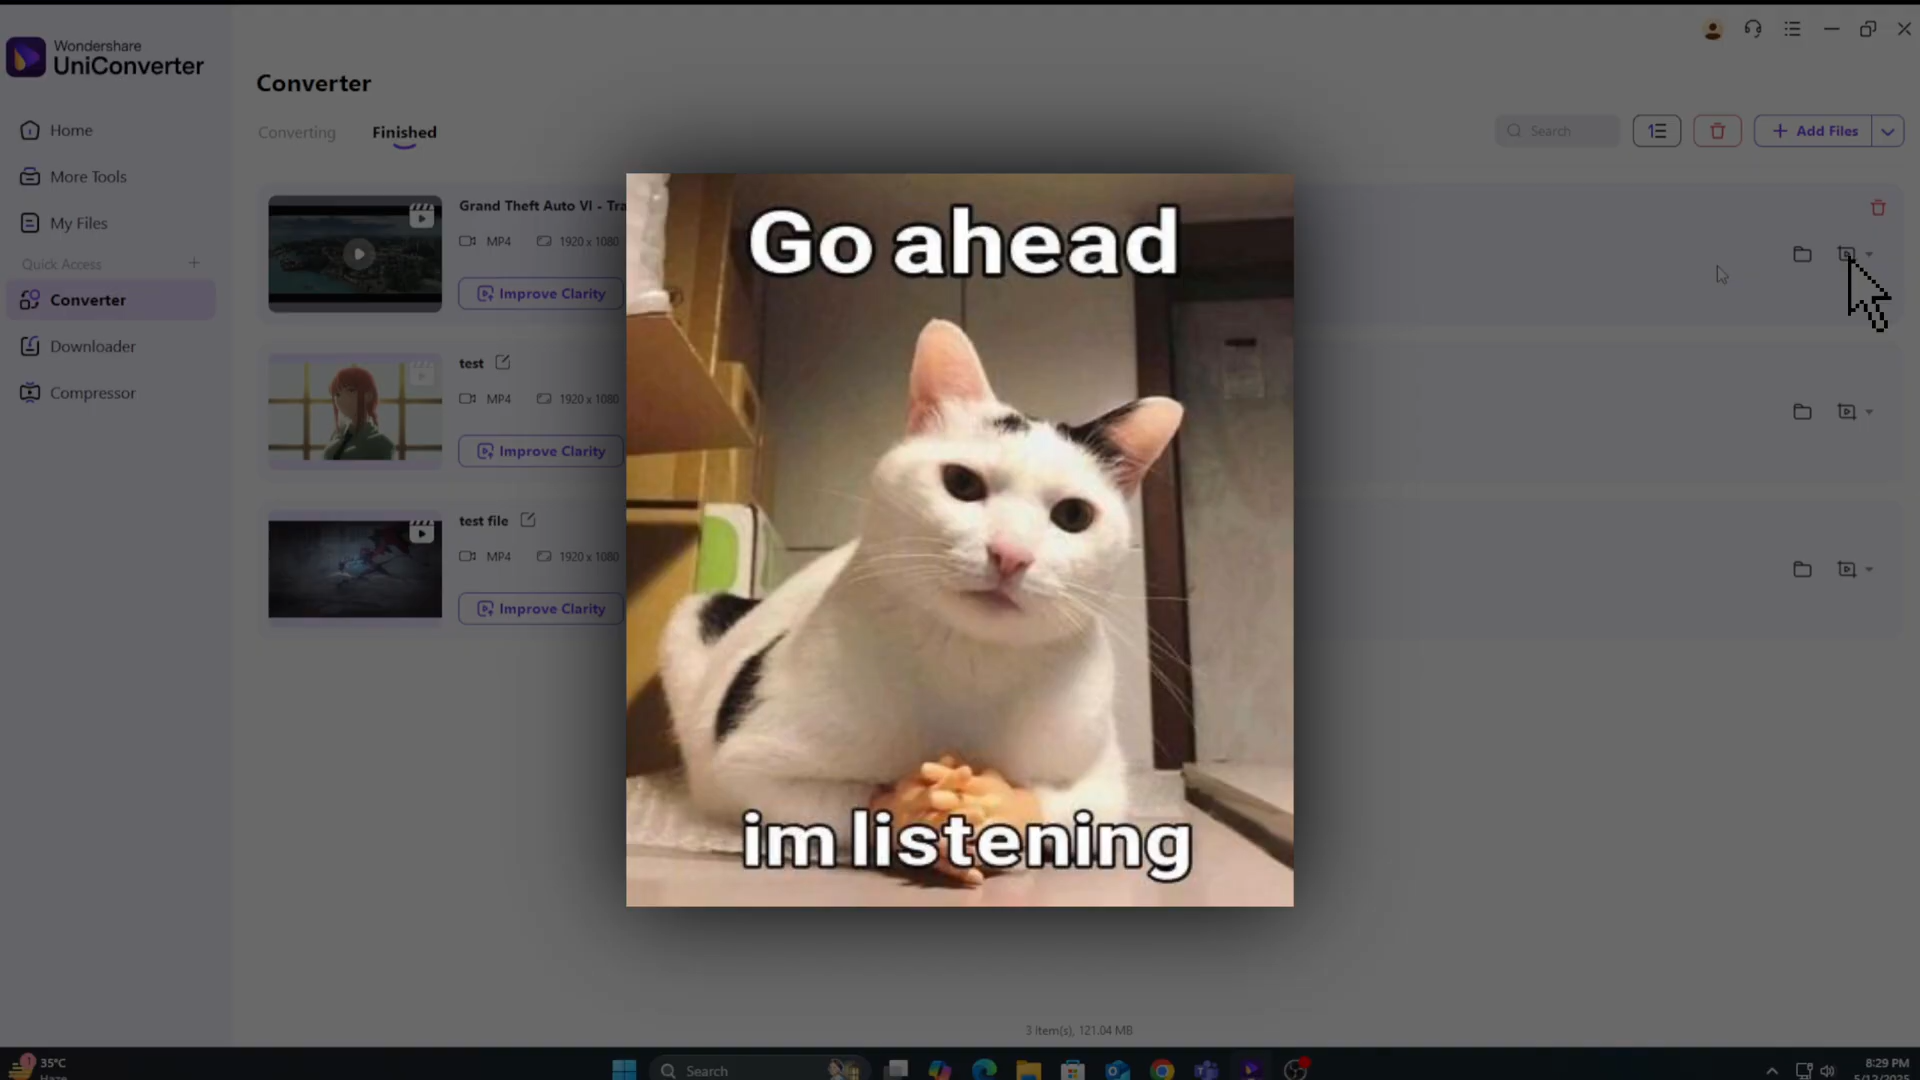 Wondershare
UniConverter
Home
More Tools
My Files
Quick Access
Converter
Downloader
Compressor
Converter
Converting
Finished
Search
Add Files
Grand Theft Auto VI - Tra
MP4
1920 x 1080
Improve Clarity
test
MP4
1920 x 1080
Improve Clarity
test file
MP4
1920 x 1080
Improve Clarity
Go ahead
im listening
3 Item(s), 121.04 MB
1
35°C
Haze
Search
8:29 PM